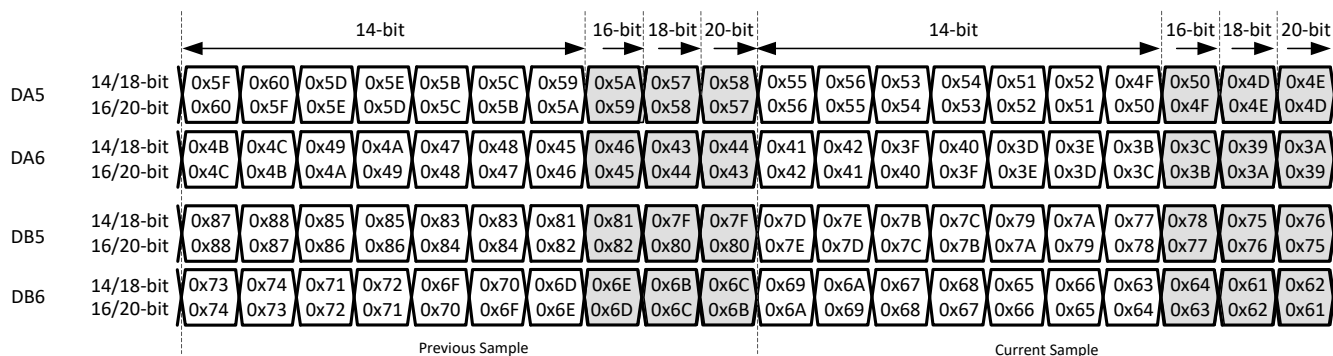 14-bit 16-bit 18-bit 20-bit 14-bit 16-bit 18-bit 20-bit
DA5
14/18-bit 0x5F 0x60 0x5D 0x5E 0x5B 0x5C 0x59 0x5A 0x57 0x58 0x55 0x56 0x53 0x54 0x51 0x52 0x4F 0x50 0x4D 0x4E
16/20-bit 0x60 0x5F 0x5E 0x5D 0x5C 0x5B 0x5A 0x59 0x58 0x57 0x56 0x55 0x54 0x53 0x52 0x51 0x50 0x4F 0x4E 0x4D
DA6
14/18-bit 0x4B 0x4C 0x49 0x4A 0x47 0x48 0x45 0x46 0x43 0x44 0x41 0x42 0x3F 0x40 0x3D 0x3E 0x3B 0x3C 0x39 0x3A
16/20-bit 0x4C 0x4B 0x4A 0x49 0x48 0x47 0x46 0x45 0x44 0x43 0x42 0x41 0x40 0x3F 0x3E 0x3D 0x3C 0x3B 0x3A 0x39
DB5
14/18-bit 0x87 0x88 0x85 0x85 0x83 0x83 0x81 0x81 0x7F 0x7F 0x7D 0x7E 0x7B 0x7C 0x79 0x7A 0x77 0x78 0x75 0x76
16/20-bit 0x88 0x87 0x86 0x86 0x84 0x84 0x82 0x82 0x80 0x80 0x7E 0x7D 0x7C 0x7B 0x7A 0x79 0x78 0x77 0x76 0x75
DB6
14/18-bit 0x73 0x74 0x71 0x72 0x6F 0x70 0x6D 0x6E 0x6B 0x6C 0x69 0x6A 0x67 0x68 0x65 0x66 0x63 0x64 0x61 0x62
16/20-bit 0x74 0x73 0x72 0x71 0x70 0x6F 0x6E 0x6D 0x6C 0x6B 0x6A 0x69 0x68 0x67 0x66 0x65 0x64 0x63 0x62 0x61
Previous Sample Current Sample